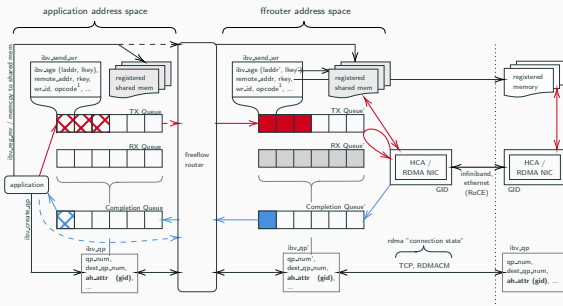 application address space
ffrouter address space
ibv_reg_mr / memcpy to shared mem
ibv_send_wr
ibv_sge (laddr, lkey),
remote_addr, rkey,
wr_id, opcode¹, ...
registered
shared mem
TX Queue
RX Queue
Completion Queue
application
ibv_create_qp
ibv_qp
qp_num,
dest_qp_num,
ah_attr (gid),
...
freeflow
router
ibv_send_wr
ibv_sge (laddr', lkey'
remote_addr, rkey,
wr_id, opcode¹, ...
registered
shared mem
TX Queue'
RX Queue'
Completion Queue'
ibv_qp'
qp_num',
dest_qp_num,
ah_attr (gid),
...
HCA /
RDMA NIC
GID
infiniband,
ethernet
(RoCE)
rdma "connection state"
TCP, RDMACM
registered
memory
HCA /
RDMA NIC
GID
ibv_qp
qp_num,
dest_qp_num,
ah_attr (gid),
...